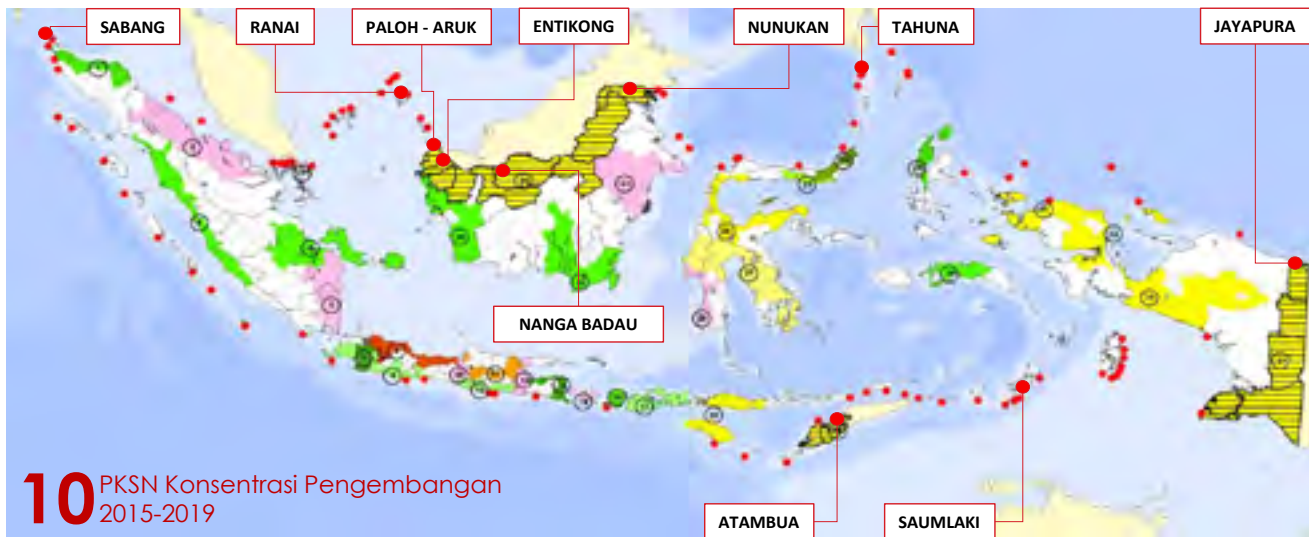 SABANG
RANAI
PALOH - ARUK
ENTIKONG
NUNUKAN
TAHUNA
JAYAPURA
NANGA BADAU
10 PKSN Konsentrasi Pengembangan
2015-2019
ATAMBUA
SAUMLAKI